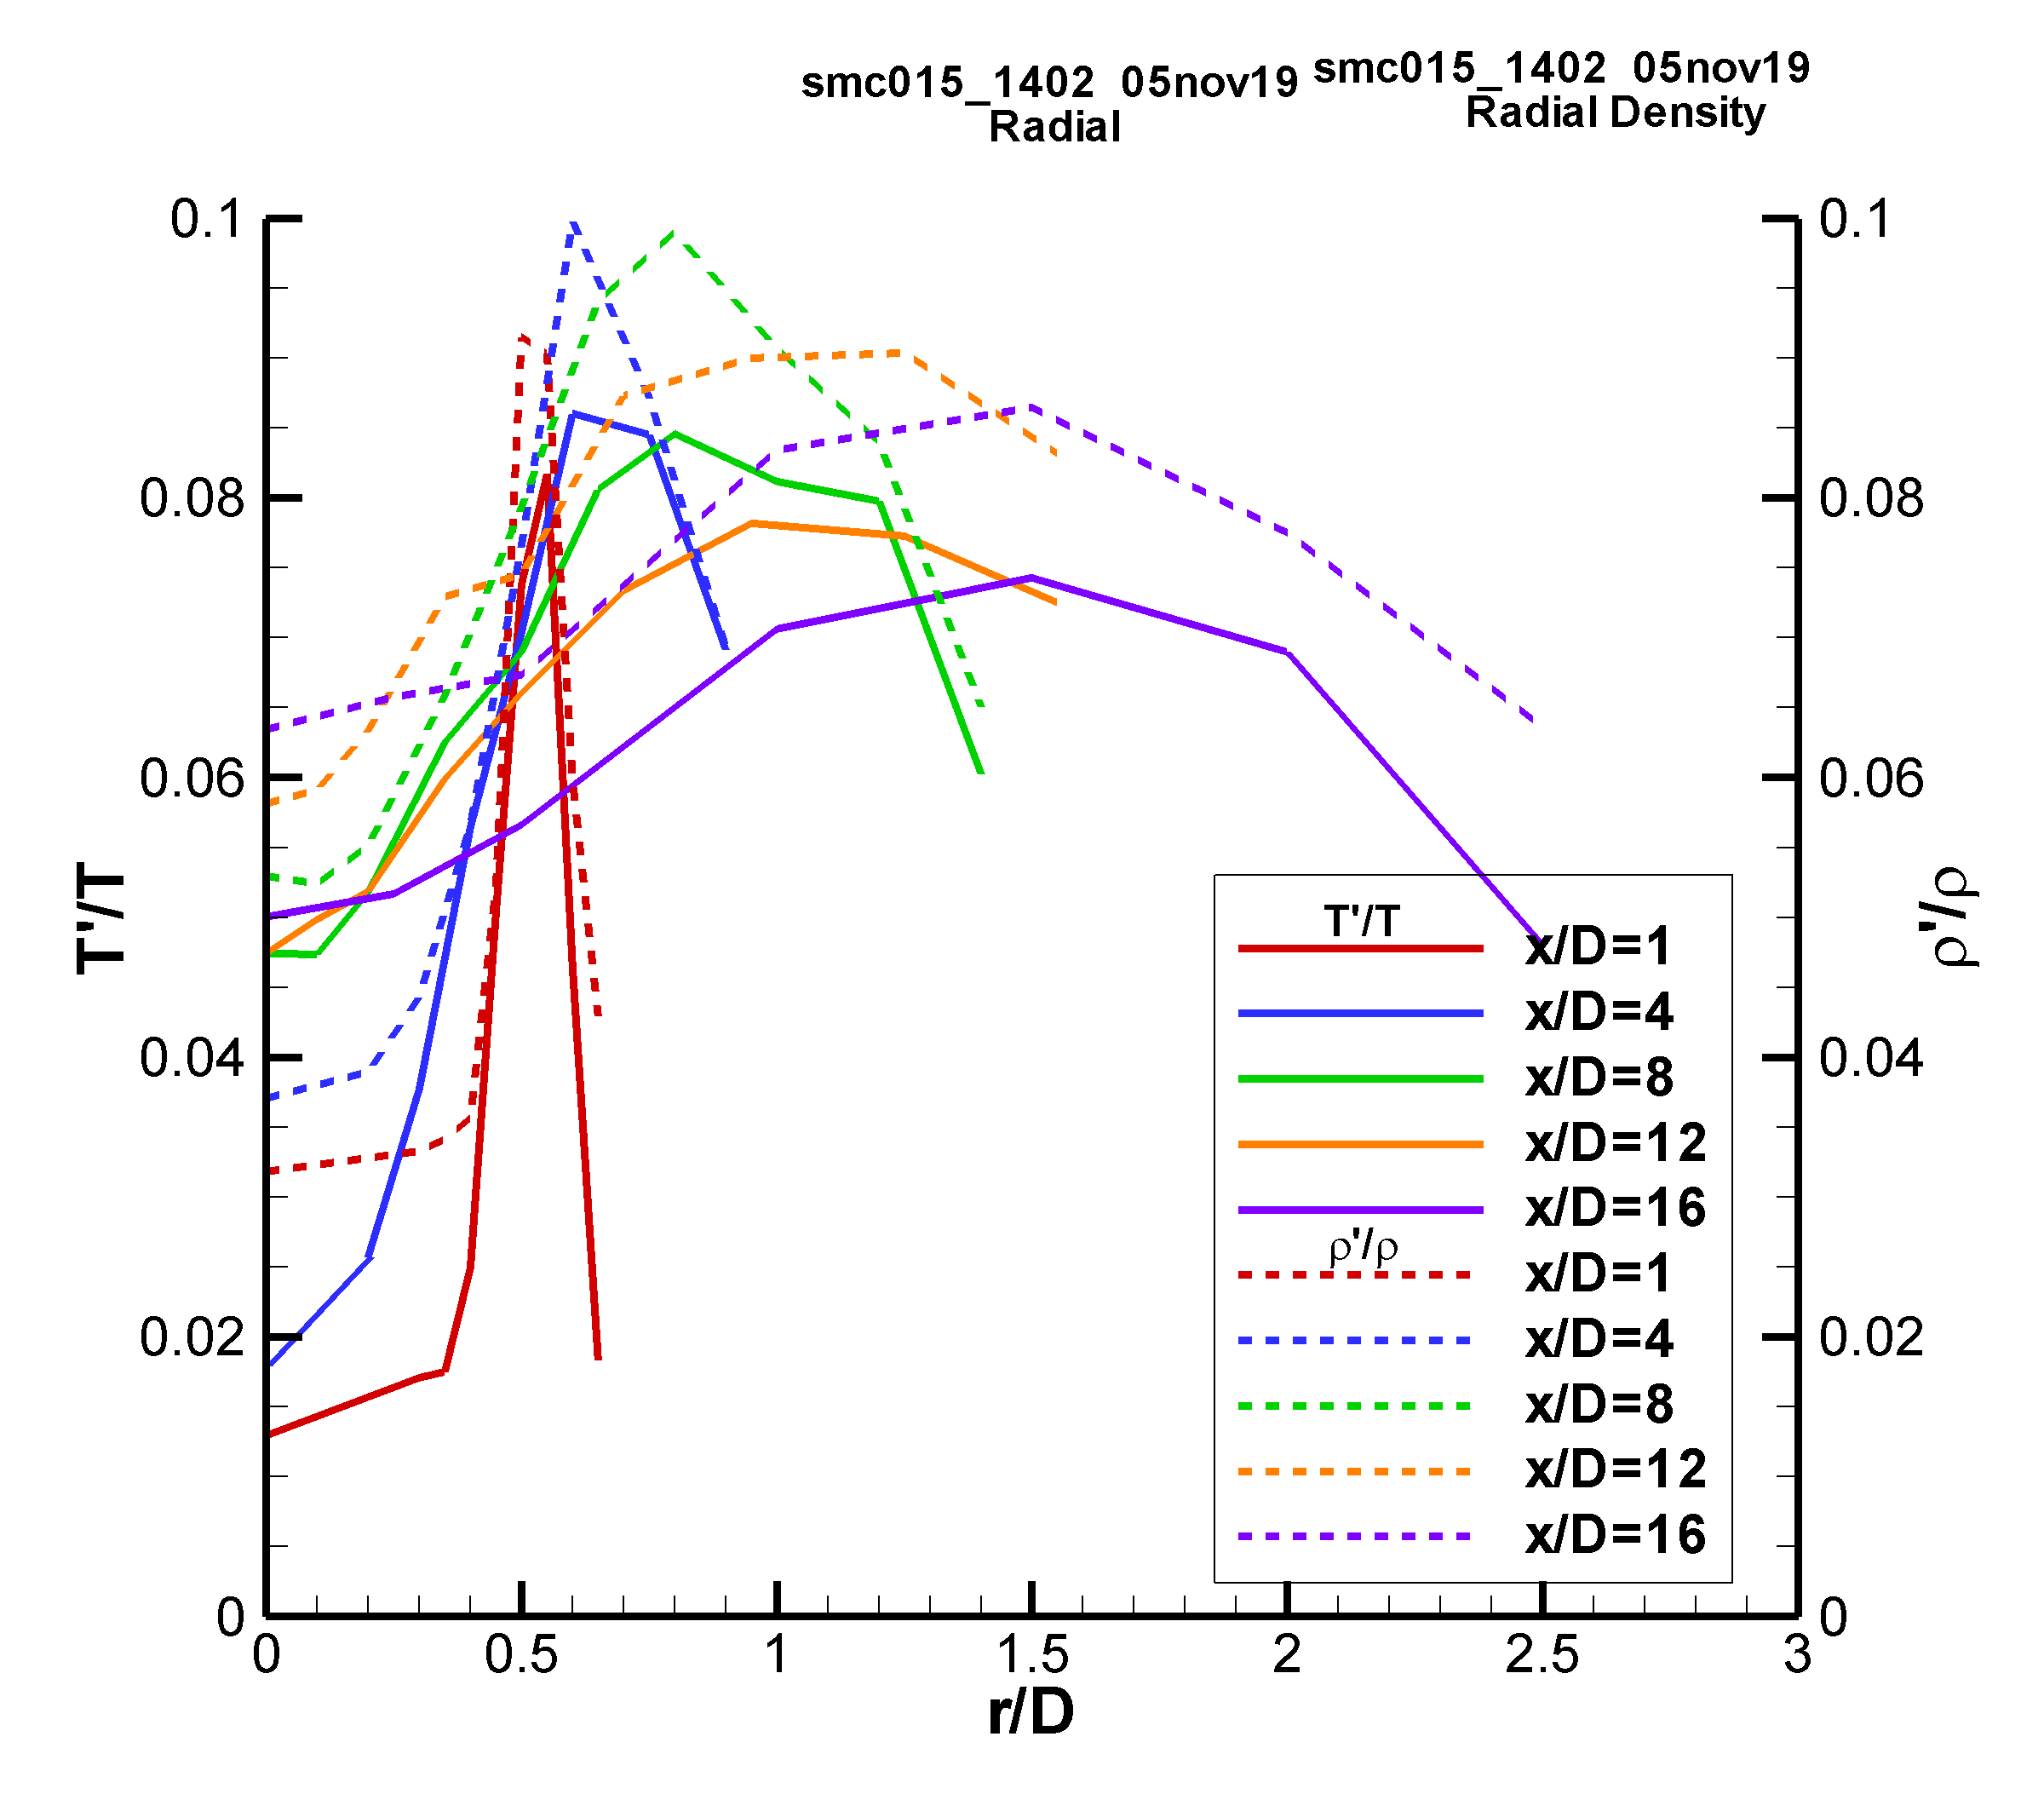 smc015_1402 05nov19
Radial
smc015_1402 05nov19
Radial Density
0.1
0.08
0.06
0.04
0.02
0
T'/T
0.1
0.08
0.06
0.04
0.02
0
ρ'/ρ
T'/T
x/D=1
x/D=4
x/D=8
x/D=12
x/D=16
ρ'/ρ
x/D=1
x/D=4
x/D=8
x/D=12
x/D=16
0 0.5 1 1.5 2 2.5 3
r/D